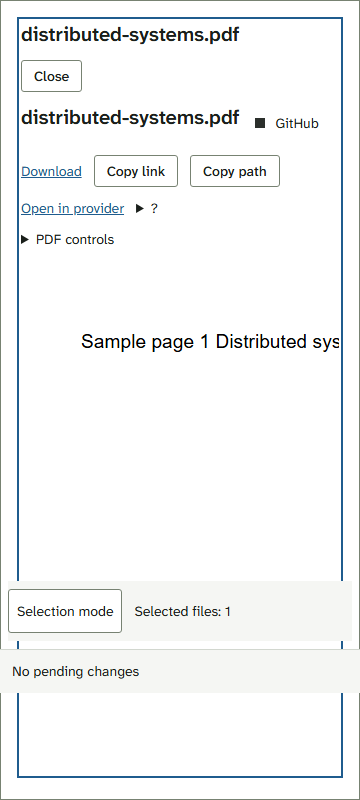 distributed-systems.pdf
Close
distributed-systems.pdf GitHub
Download Copy link Copy path
Open in provider ?
PDF controls
Sample page 1 Distributed sys
Selection mode Selected files: 1
No pending changes